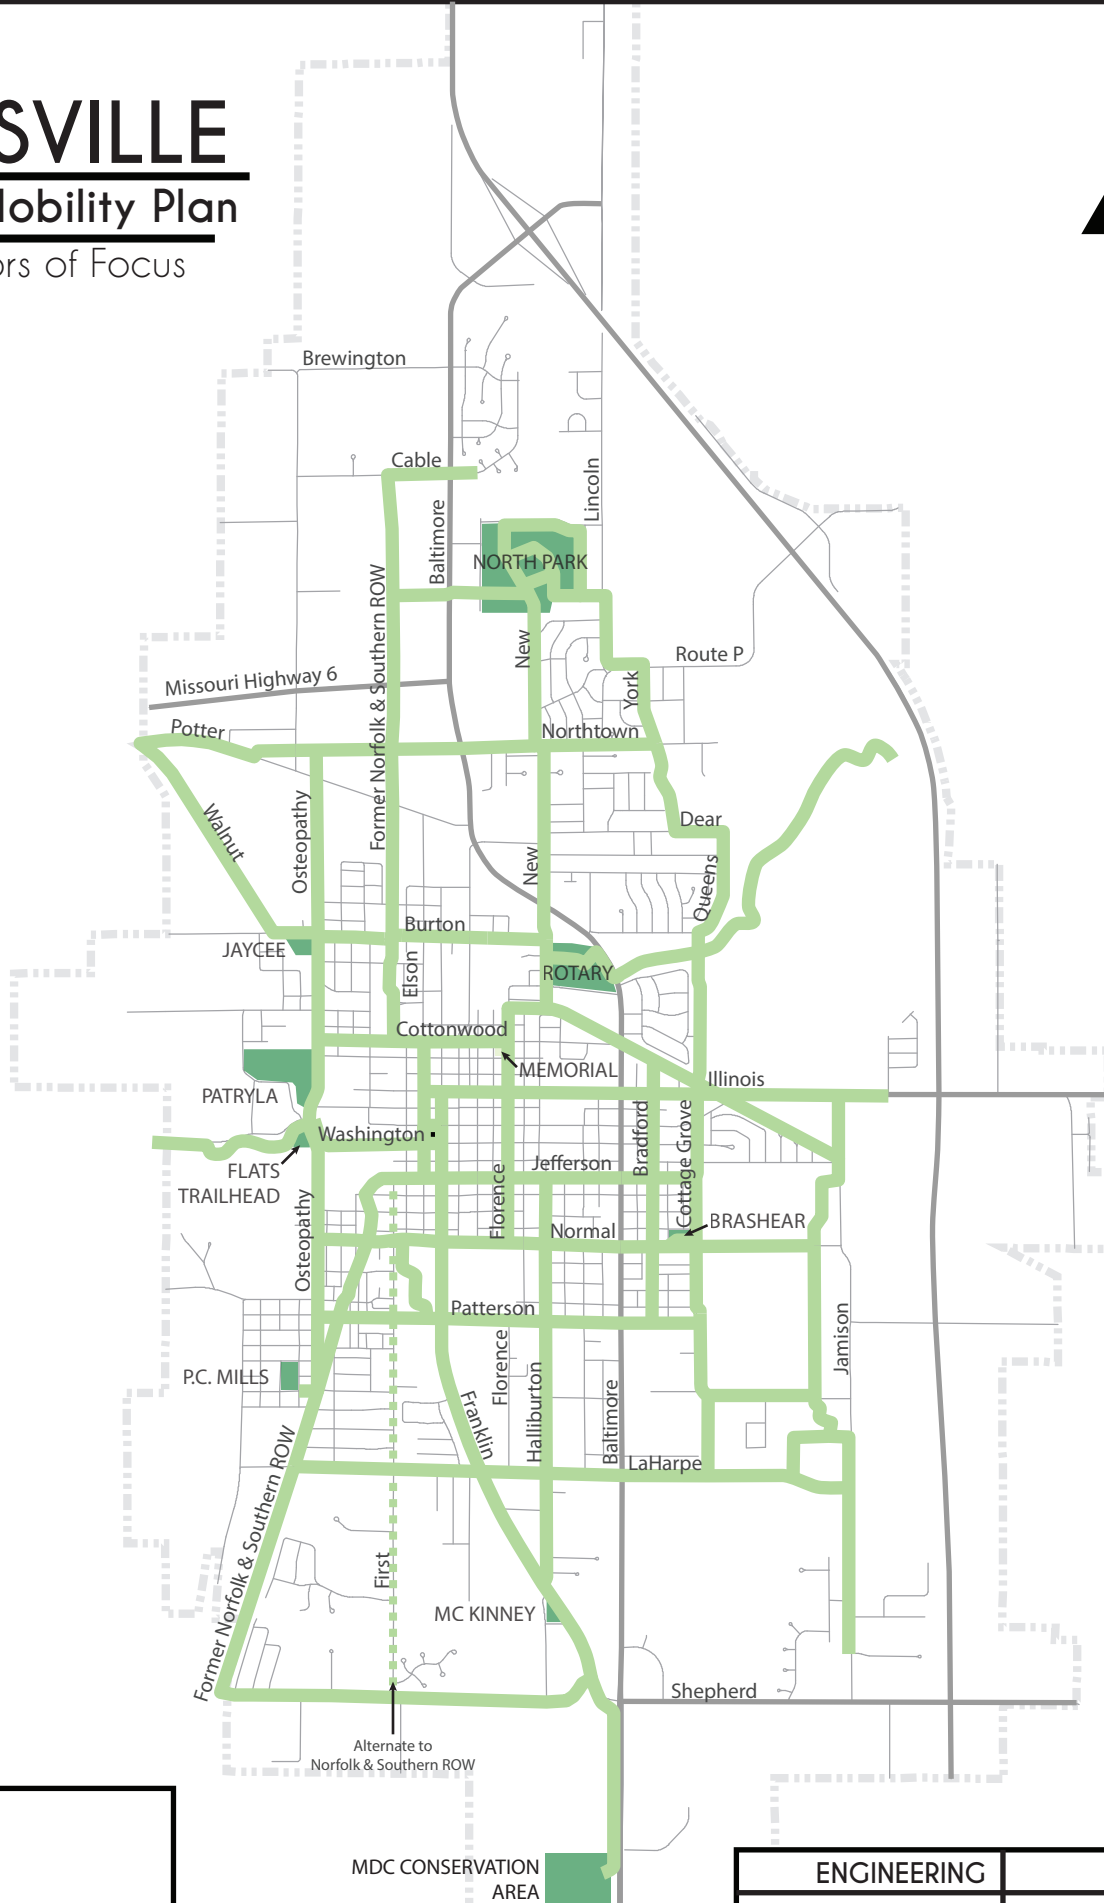 SVILLE
Mobility Plan
ors of Focus
Brewington
Cable
Lincoln
Baltimore
NORTH PARK
Former Norfolk & Southern ROW
New
Route P
Missouri Highway 6
York
Potter
Northtown
Osteopathy
Walnut
Dear
New
Queens
Burton
JAYCEE
Elson
ROTARY
Cottonwood
MEMORIAL
Illinois
PATRYLA
Bradford
Cottage Grove
Washington
FLATS
TRAILHEAD
Jefferson
Florence
Osteopathy
BRASHEAR
Normal
Patterson
Jamison
Florence
P.C. MILLS
Halliburton
Baltimore
Franklin
LaHarpe
Former Norfolk & Southern ROW
First
MC KINNEY
Shepherd
Alternate to
Norfolk & Southern ROW
MDC CONSERVATION
AREA
ENGINEERING